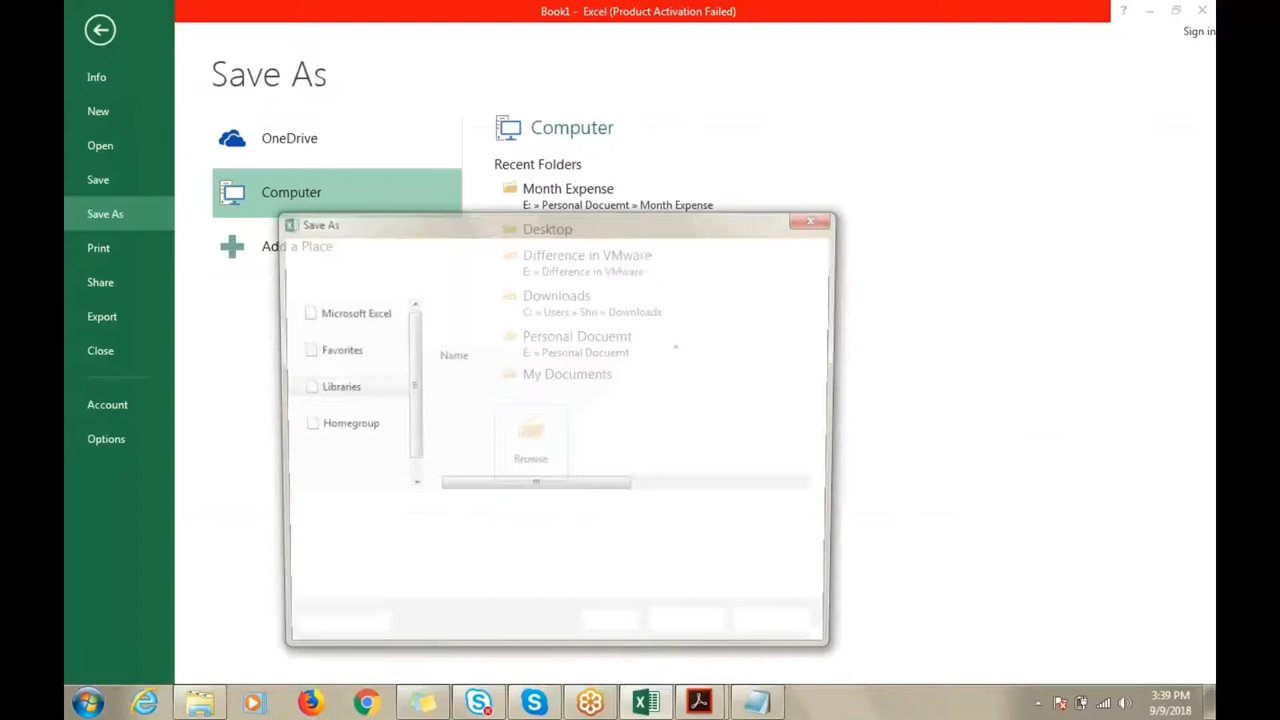 Book1 - Excel (Product Activation Failed)
Sign in
Info
New
Open
Save
Save As
Print
Share
Export
Close
Account
Options
Save As
OneDrive
Computer
Add a Place
Computer
Recent Folders
Month Expense
E: » Personal Docuemt » Month Expense
Desktop
Difference in VMware
E: » Difference in VMware
Downloads
C: » Users » Shri » Downloads
Personal Docuemt
E: » Personal Docuemt
My Documents
Browse
Save As
Microsoft Excel
Favorites
Libraries
Homegroup
Name
3:39 PM
9/9/2018